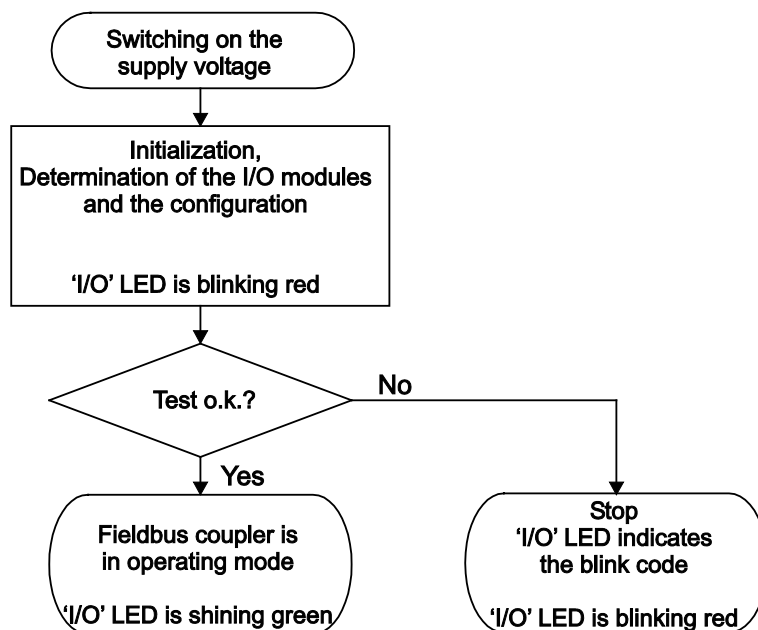 Switching on the
supply voltage
Initialization,
Determination of the I/O modules
and the configuration
‘I/O’ LED is blinking red
Test o.k.?
No
Yes
Fieldbus coupler is
in operating mode
‘I/O’ LED is shining green
Stop
‘I/O’ LED indicates
the blink code
‘I/O’ LED is blinking red